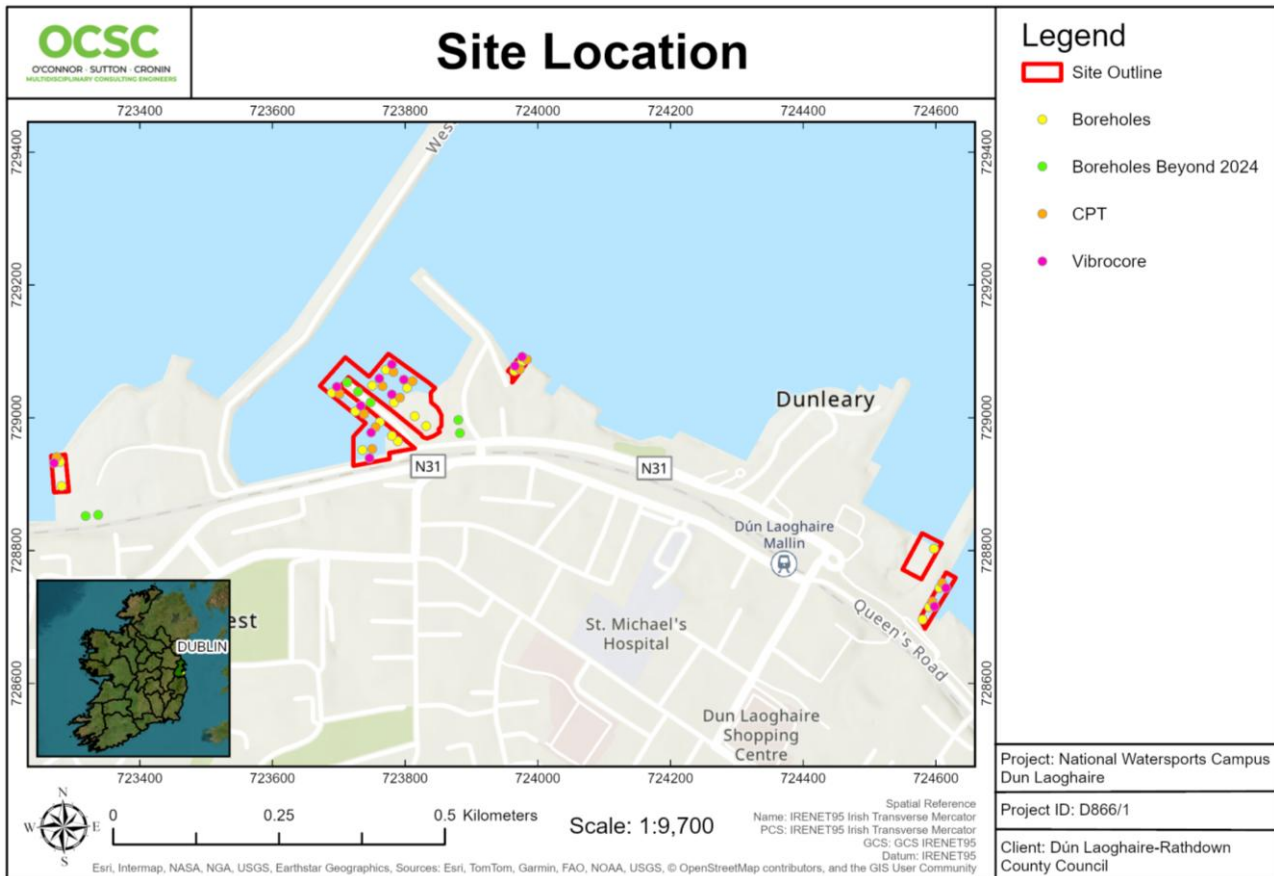 OCSC
O'CONNOR · SUTTON · CRONIN
MULTIDISCIPLINARY CONSULTING ENGINEERS
Site Location
Legend
Site Outline
Boreholes
Boreholes Beyond 2024
CPT
Vibrocore
723400
723600
723800
724000
724200
724400
724600
729400
729400
729200
729200
729000
729000
728800
728800
728600
728600
West
Dunleary
N31
N31
Dún Laoghaire
Mallin
Queen's Road
St. Michael's
Hospital
Dun Laoghaire
Shopping
Centre
est
DUBLIN
723400
723600
723800
724000
724200
724400
724600
N
W
E
S
0
0.25
0.5 Kilometers
Scale: 1:9,700
Spatial Reference
Name: IRENET95 Irish Transverse Mercator
PCS: IRENET95 Irish Transverse Mercator
GCS: GCS IRENET95
Datum: IRENET95
Esri, Intermap, NASA, NGA, USGS, Earthstar Geographics, Sources: Esri, TomTom, Garmin, FAO, NOAA, USGS, © OpenStreetMap contributors, and the GIS User Community
Project: National Watersports Campus
Dun Laoghaire
Project ID: D866/1
Client: Dún Laoghaire-Rathdown
County Council